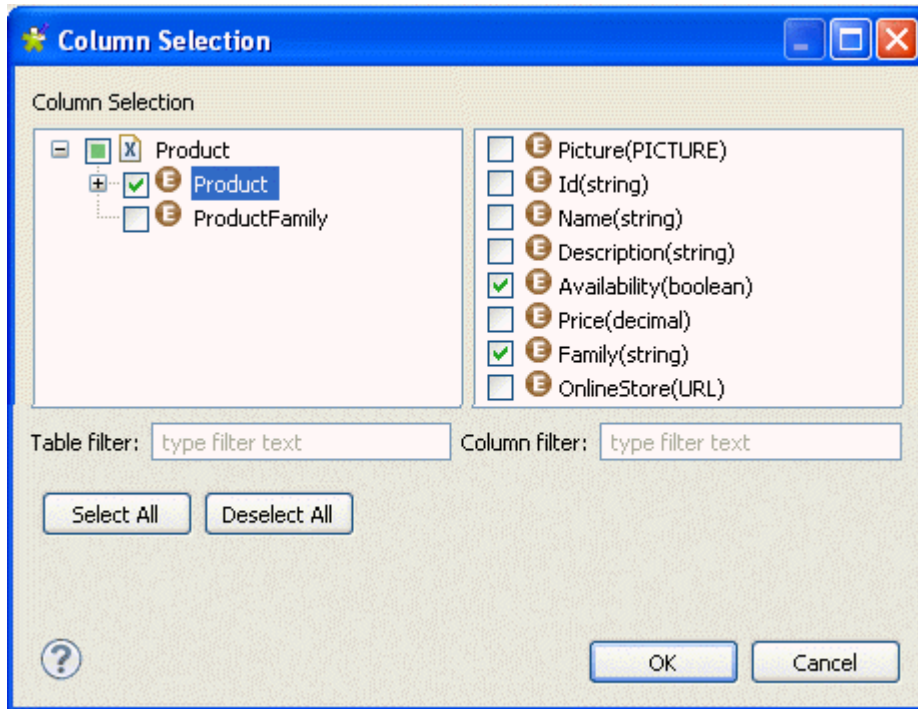 Column Selection
Column Selection
Product
Product
ProductFamily
Picture(PICTURE)
Id(string)
Name(string)
Description(string)
Availability(boolean)
Price(decimal)
Family(string)
OnlineStore(URL)
Table filter: type filter text Column filter: type filter text
Select All Deselect All
? OK Cancel